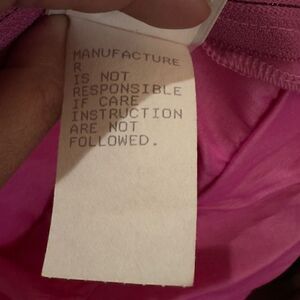 MANUFACTURE
R
IS NOT
RESPONSIBLE
IF CARE
INSTRUCTION
ARE NOT
FOLLOWED.